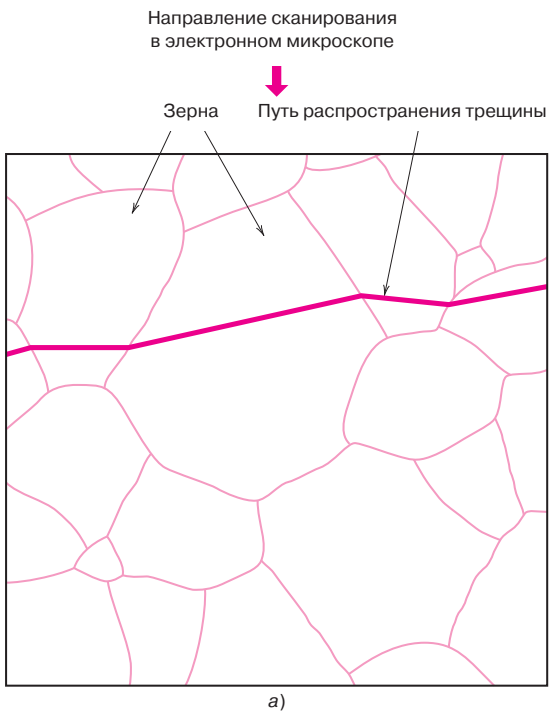 Направление сканирования
в электронном микроскопе
Зерна
Путь распространения трещины
а)